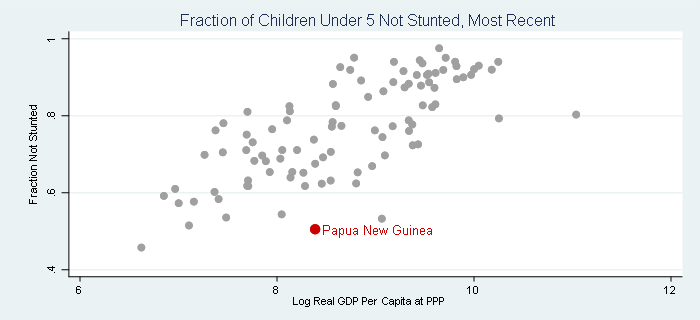 Fraction of Children Under 5 Not Stunted, Most Recent
Fraction Not Stunted
1
.8
.6
.4
Papua New Guinea
6
8
10
12
Log Real GDP Per Capita at PPP